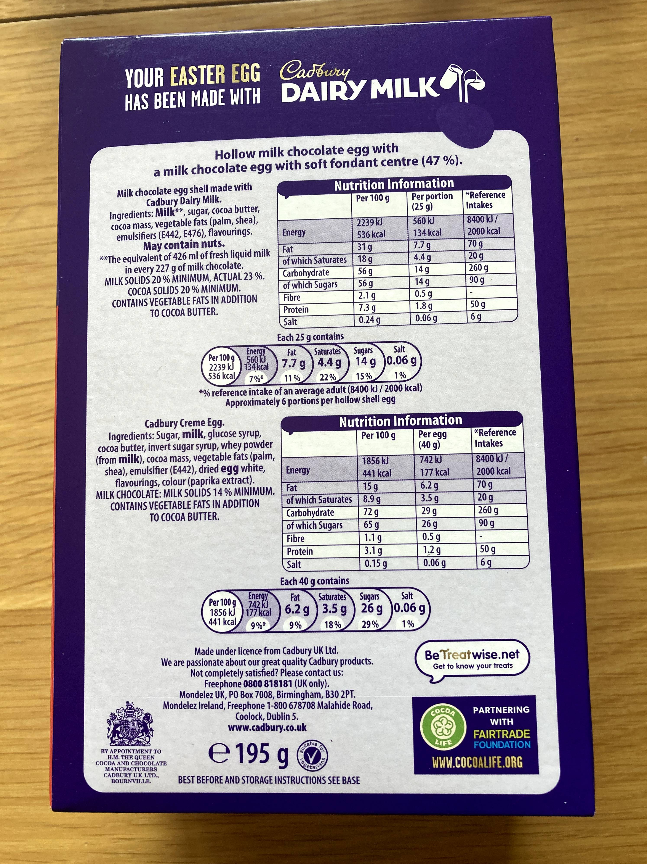 YOUR EASTER EGG
HAS BEEN MADE WITH
Cadbury
DAIRY MILK
Hollow milk chocolate egg with
a milk chocolate egg with soft fondant centre (47 %).
Milk chocolate egg shell made with
Cadbury Dairy Milk.
Ingredients: Milk**, sugar, cocoa butter,
cocoa mass, vegetable fats (palm, shea),
emulsifiers (E442, E476), flavourings.
May contain nuts.
**The equivalent of 426 ml of fresh liquid milk
in every 227 g of milk chocolate.
MILK SOLIDS 20 % MINIMUM, ACTUAL 23 %.
COCOA SOLIDS 20 % MINIMUM.
CONTAINS VEGETABLE FATS IN ADDITION
TO COCOA BUTTER.
Nutrition Information
Per 100 g Per portion (25 g) *Reference Intakes
Energy 2239 kJ 560 kJ 8400 kJ /
536 kcal 134 kcal 2000 kcal
Fat 31 g 7.7 g 70 g
of which Saturates 18 g 4.4 g 20 g
Carbohydrate 56 g 14 g 260 g
of which Sugars 56 g 14 g 90 g
Fibre 2.1 g 0.5 g -
Protein 7.3 g 1.8 g 50 g
Salt 0.24 g 0.06 g 6 g
Each 25 g contains
Per 100 g 2239 kJ 536 kcal
Energy 560 kJ 134 kcal 7%*
Fat 7.7 g 11%
Saturates 4.4 g 22%
Sugars 14 g 15%
Salt 0.06 g 1%
*% reference intake of an average adult (8400 kJ / 2000 kcal)
Approximately 6 portions per hollow shell egg
Cadbury Creme Egg.
Ingredients: Sugar, milk, glucose syrup,
cocoa butter, invert sugar syrup, whey powder
(from milk), cocoa mass, vegetable fats (palm,
shea), emulsifier (E442), dried egg white,
flavourings, colour (paprika extract).
MILK CHOCOLATE: MILK SOLIDS 14 % MINIMUM.
CONTAINS VEGETABLE FATS IN ADDITION
TO COCOA BUTTER.
Nutrition Information
Per 100 g Per egg (40 g) *Reference Intakes
Energy 1856 kJ 742 kJ 8400 kJ /
441 kcal 177 kcal 2000 kcal
Fat 15 g 6.2 g 70 g
of which Saturates 8.9 g 3.5 g 20 g
Carbohydrate 72 g 29 g 260 g
of which Sugars 65 g 26 g 90 g
Fibre 1.1 g 0.5 g -
Protein 3.1 g 1.2 g 50 g
Salt 0.15 g 0.06 g 6 g
Each 40 g contains
Per 100 g 1856 kJ 441 kcal
Energy 742 kJ 177 kcal 9%*
Fat 6.2 g 9%
Saturates 3.5 g 18%
Sugars 26 g 29%
Salt 0.06 g 1%
Made under licence from Cadbury UK Ltd.
We are passionate about our great quality Cadbury products.
Not completely satisfied? Please contact us:
Freephone 0800 818181 (UK only).
Mondelez UK, PO Box 7008, Birmingham, B30 2PT.
Mondelez Ireland, Freephone 1-800 678708 Malahide Road,
Coolock, Dublin 5.
www.cadbury.co.uk
BeTreatwise.net
Get to know your treats
COCOA
LIFE
PARTNERING
WITH
FAIRTRADE
FOUNDATION
WWW.COCOALIFE.ORG
BY APPOINTMENT TO
H.M. THE QUEEN
COCOA AND CHOCOLATE
MANUFACTURERS
CADBURY UK LTD.,
BOURNVILLE.
e 195 g
BEST BEFORE AND STORAGE INSTRUCTIONS SEE BASE